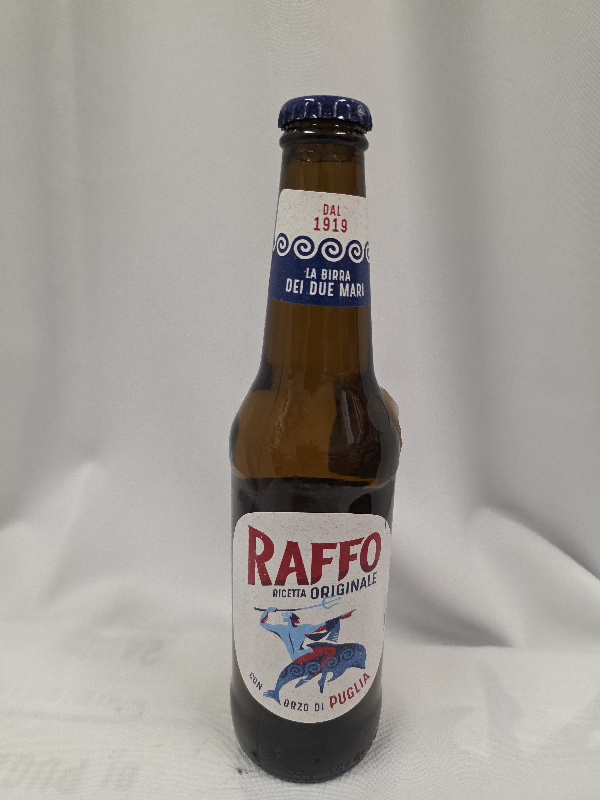 DAL
1919
LA BIRRA
DEI DUE MARI
RAFFO
RICETTA ORIGINALE
CON ORZO DI PUGLIA